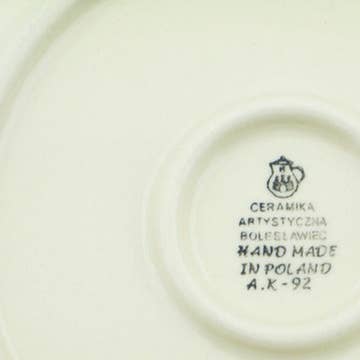 CERAMIKA
ARTYSTYCZNA
BOLESŁAWIEC
HAND MADE
IN POLAND
A.K-92